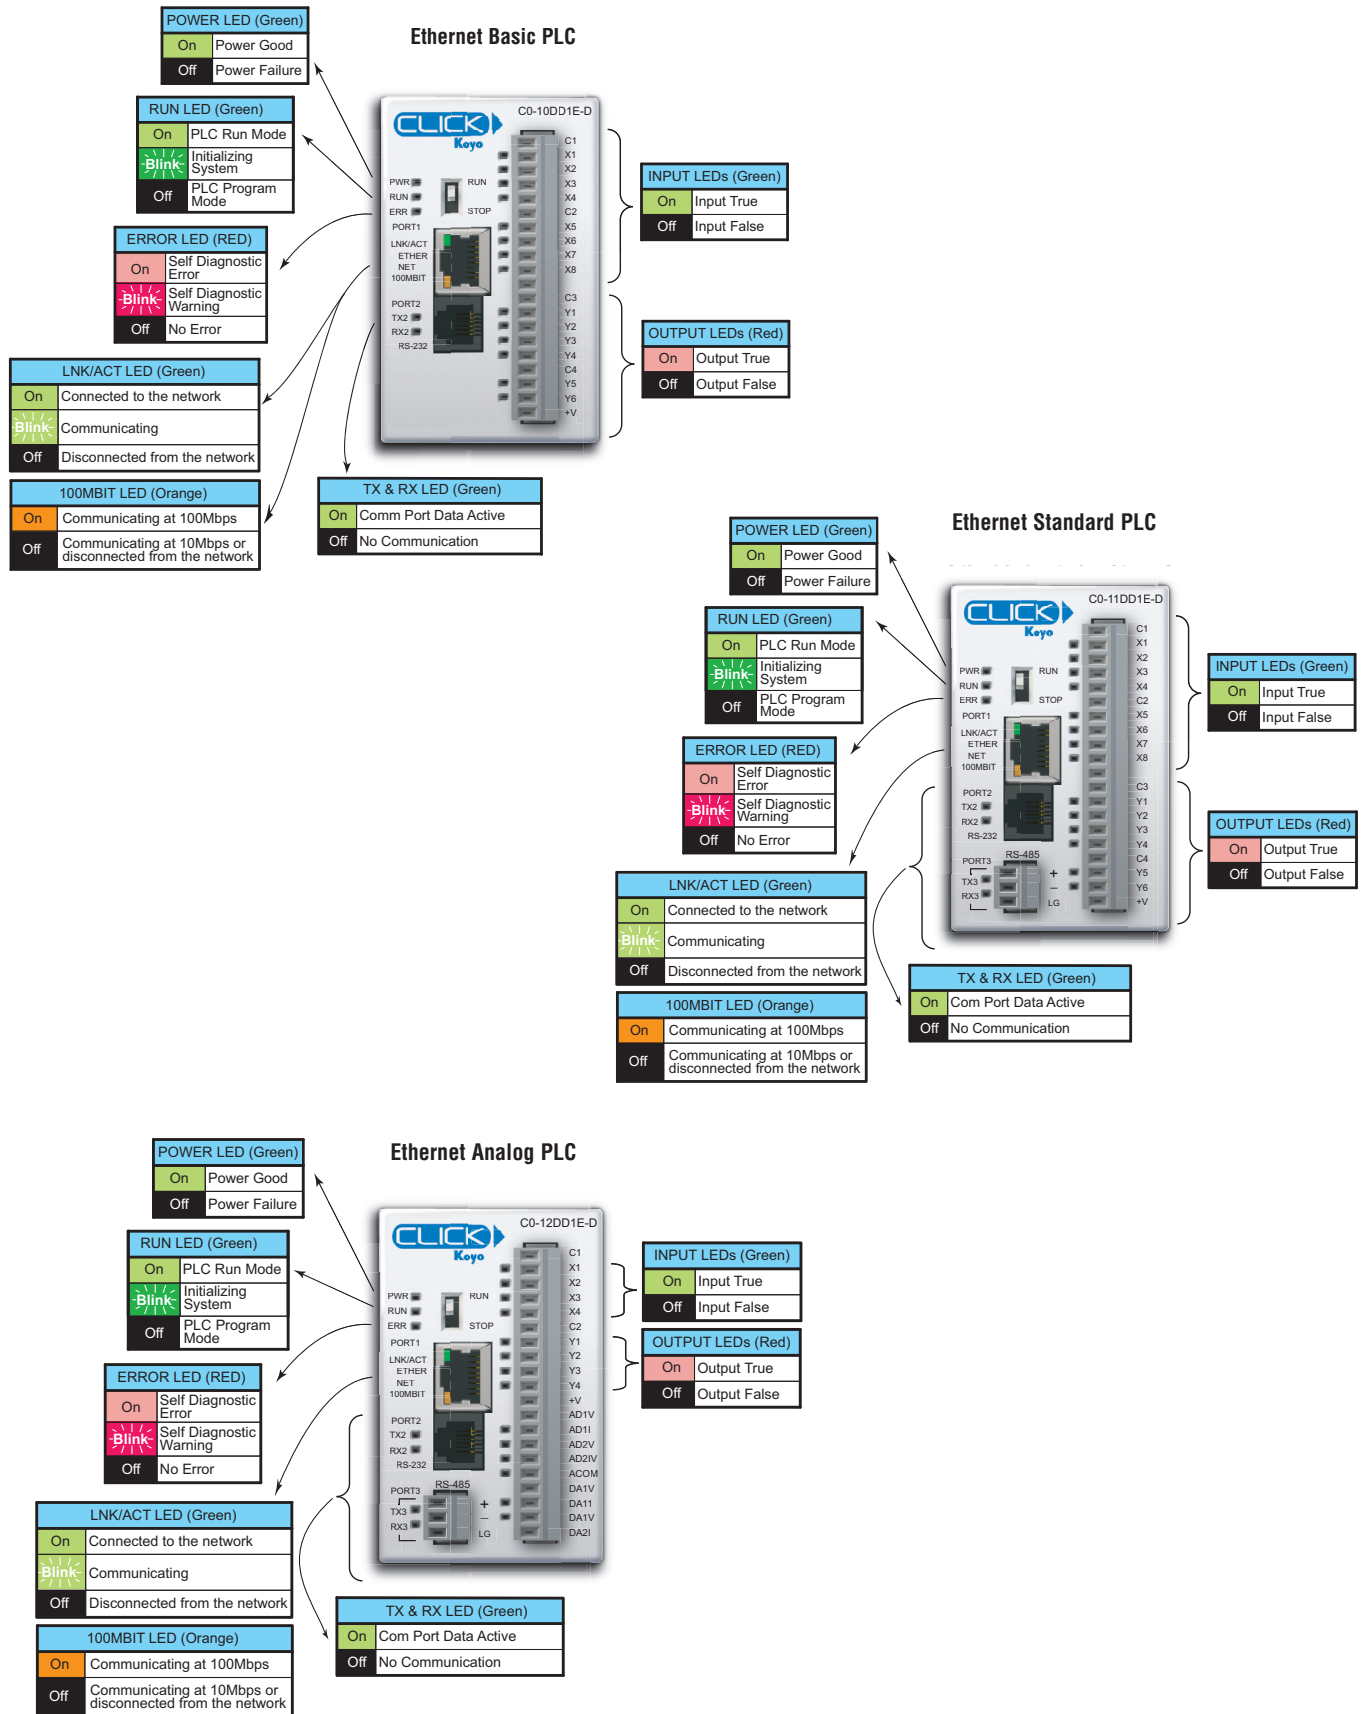 Ethernet Basic PLC
POWER LED (Green)
On Power Good
Off Power Failure
RUN LED (Green)
On PLC Run Mode
Blink Initializing System
Off PLC Program Mode
ERROR LED (RED)
On Self Diagnostic Error
Blink Self Diagnostic Warning
Off No Error
LNK/ACT LED (Green)
On Connected to the network
Blink Communicating
Off Disconnected from the network
100MBIT LED (Orange)
On Communicating at 100Mbps
Off Communicating at 10Mbps or disconnected from the network
TX & RX LED (Green)
On Comm Port Data Active
Off No Communication
CLICK
Koyo
C0-10DD1E-D
PWR
RUN
ERR
RUN
STOP
PORT1
LNK/ACT
ETHER
NET
100MBIT
PORT2
TX2
RX2
RS-232
C1
X1
X2
X3
X4
C2
X5
X6
X7
X8
C3
Y1
Y2
Y3
Y4
C4
Y5
Y6
+V
INPUT LEDs (Green)
On Input True
Off Input False
OUTPUT LEDs (Red)
On Output True
Off Output False
Ethernet Standard PLC
POWER LED (Green)
On Power Good
Off Power Failure
RUN LED (Green)
On PLC Run Mode
Blink Initializing System
Off PLC Program Mode
ERROR LED (RED)
On Self Diagnostic Error
Blink Self Diagnostic Warning
Off No Error
LNK/ACT LED (Green)
On Connected to the network
Blink Communicating
Off Disconnected from the network
100MBIT LED (Orange)
On Communicating at 100Mbps
Off Communicating at 10Mbps or disconnected from the network
TX & RX LED (Green)
On Com Port Data Active
Off No Communication
CLICK
Koyo
C0-11DD1E-D
PWR
RUN
ERR
RUN
STOP
PORT1
LNK/ACT
ETHER
NET
100MBIT
PORT2
TX2
RX2
RS-232
PORT3
RS-485
TX3
RX3
+
–
LG
C1
X1
X2
X3
X4
C2
X5
X6
X7
X8
C3
Y1
Y2
Y3
Y4
C4
Y5
Y6
+V
INPUT LEDs (Green)
On Input True
Off Input False
OUTPUT LEDs (Red)
On Output True
Off Output False
Ethernet Analog PLC
POWER LED (Green)
On Power Good
Off Power Failure
RUN LED (Green)
On PLC Run Mode
Blink Initializing System
Off PLC Program Mode
ERROR LED (RED)
On Self Diagnostic Error
Blink Self Diagnostic Warning
Off No Error
LNK/ACT LED (Green)
On Connected to the network
Blink Communicating
Off Disconnected from the network
100MBIT LED (Orange)
On Communicating at 100Mbps
Off Communicating at 10Mbps or disconnected from the network
TX & RX LED (Green)
On Com Port Data Active
Off No Communication
CLICK
Koyo
C0-12DD1E-D
PWR
RUN
ERR
RUN
STOP
PORT1
LNK/ACT
ETHER
NET
100MBIT
PORT2
TX2
RX2
RS-232
PORT3
RS-485
TX3
RX3
+
–
LG
C1
X1
X2
X3
X4
C2
Y1
Y2
Y3
Y4
+V
AD1V
AD1I
AD2V
AD2IV
ACOM
DA1V
DA11
DA1V
DA2I
INPUT LEDs (Green)
On Input True
Off Input False
OUTPUT LEDs (Red)
On Output True
Off Output False